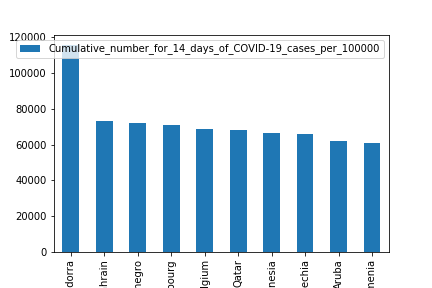 Cumulative_number_for_14_days_of_COVID-19_cases_per_100000
120000
100000
80000
60000
40000
20000
0
dorra
hrain
negro
bourg
lgium
Qatar
nesia
echia
Aruba
menia